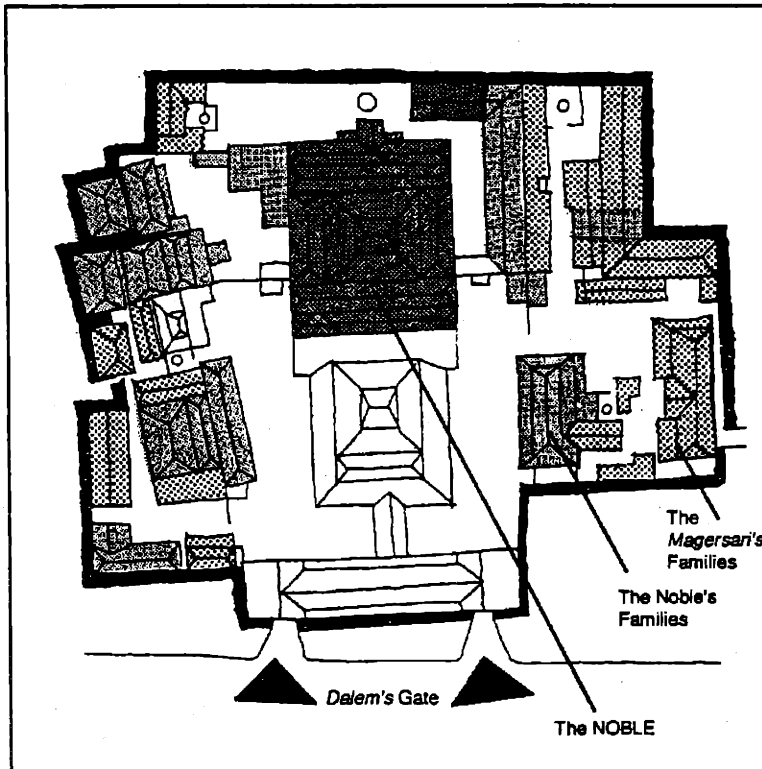 The
Magersari's
Families
The Noble's
Families
Dalem's Gate
The NOBLE